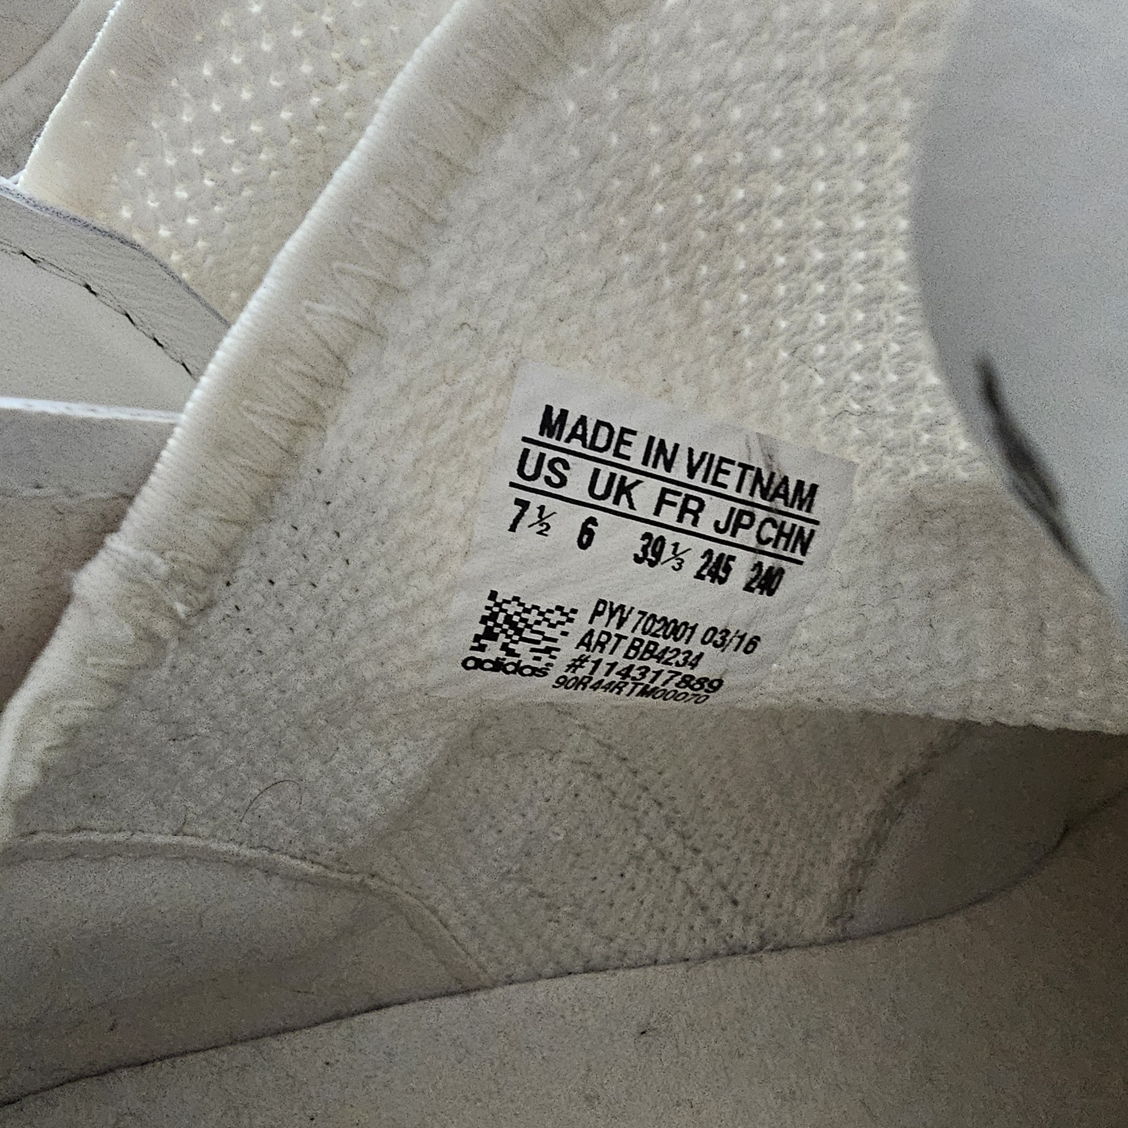 MADE IN VIETNAM
US UK FR JP CHN
7½ 6 39⅓ 245 240
PYV 702001 03/16
ART BB4234
#114317889
adidas 90R44RTM00070